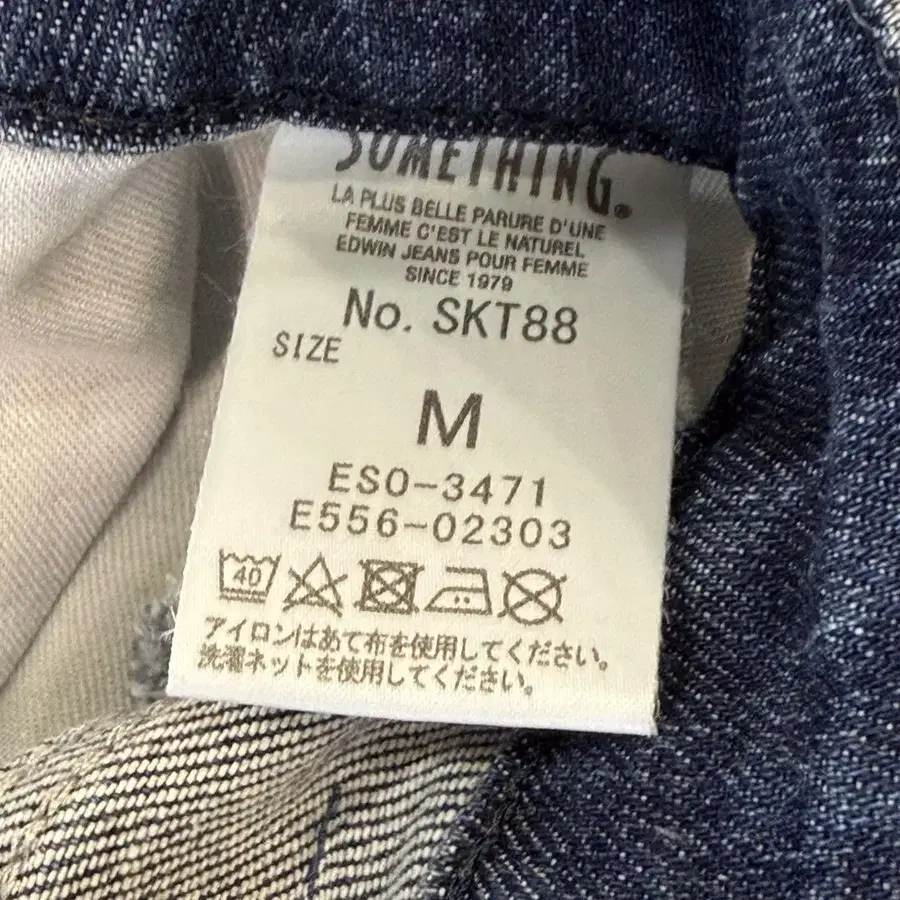 SOMETHING®
LA PLUS BELLE PARURE D'UNE
FEMME C'EST LE NATUREL
EDWIN JEANS POUR FEMME
SINCE 1979
No. SKT88
SIZE
M
ES0-3471
E556-02303
40
アイロンはあて布を使用してください。
洗濯ネットを使用してください。